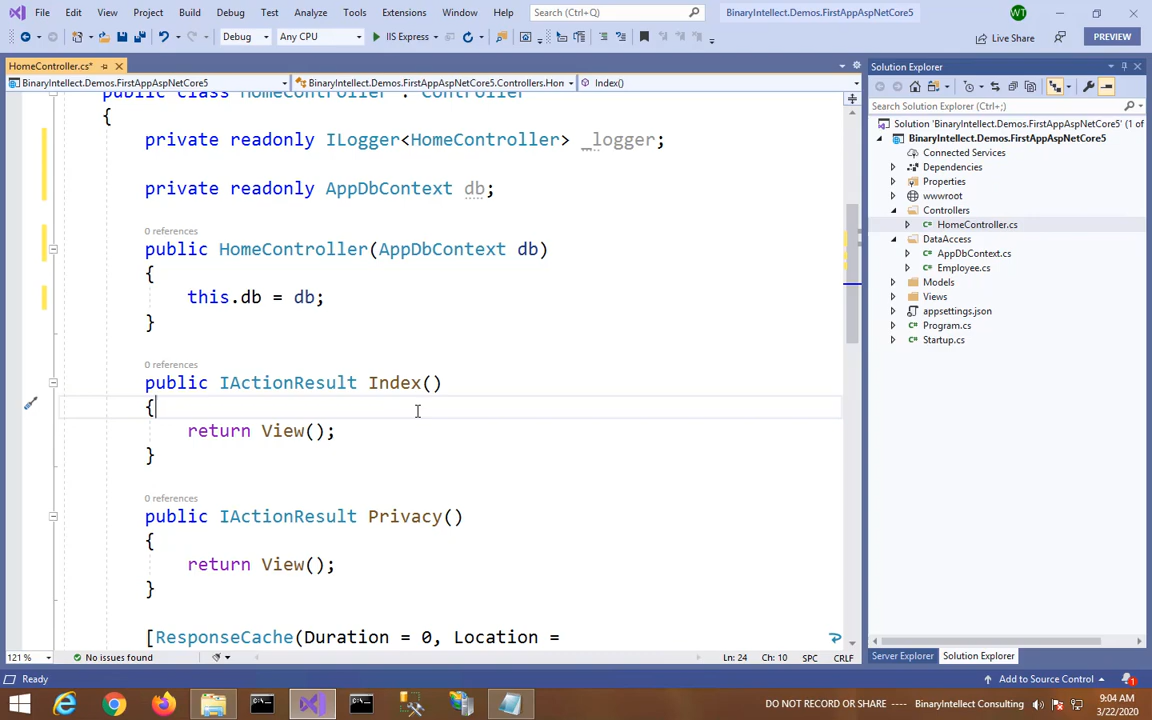 File Edit View Project Build Debug Test Analyze Tools Extensions Window Help Search (Ctrl+Q) BinaryIntellect.Demos.FirstAppAspNetCore5 WT
Debug Any CPU IIS Express Live Share PREVIEW
HomeController.cs*
BinaryIntellect.Demos.FirstAppAspNetCore5 BinaryIntellect.Demos.FirstAppAspNetCore5.Controllers.Hon Index()
public class HomeController : Controller
{
private readonly ILogger<HomeController> _logger;
private readonly AppDbContext db;
0 references
public HomeController(AppDbContext db)
{
this.db = db;
}
0 references
public IActionResult Index()
{
return View();
}
0 references
public IActionResult Privacy()
{
return View();
}
[ResponseCache(Duration = 0, Location =
121 % No issues found Ln: 24 Ch: 10 SPC CRLF
Solution Explorer
Search Solution Explorer (Ctrl+;)
Solution 'BinaryIntellect.Demos.FirstAppAspNetCore5' (1 of
BinaryIntellect.Demos.FirstAppAspNetCore5
Connected Services
Dependencies
Properties
wwwroot
Controllers
HomeController.cs
DataAccess
AppDbContext.cs
Employee.cs
Models
Views
appsettings.json
Program.cs
Startup.cs
Server Explorer Solution Explorer
Ready Add to Source Control 1
DO NOT RECORD OR SHARE ---- BinaryIntellect Consulting 9:04 AM
3/22/2020